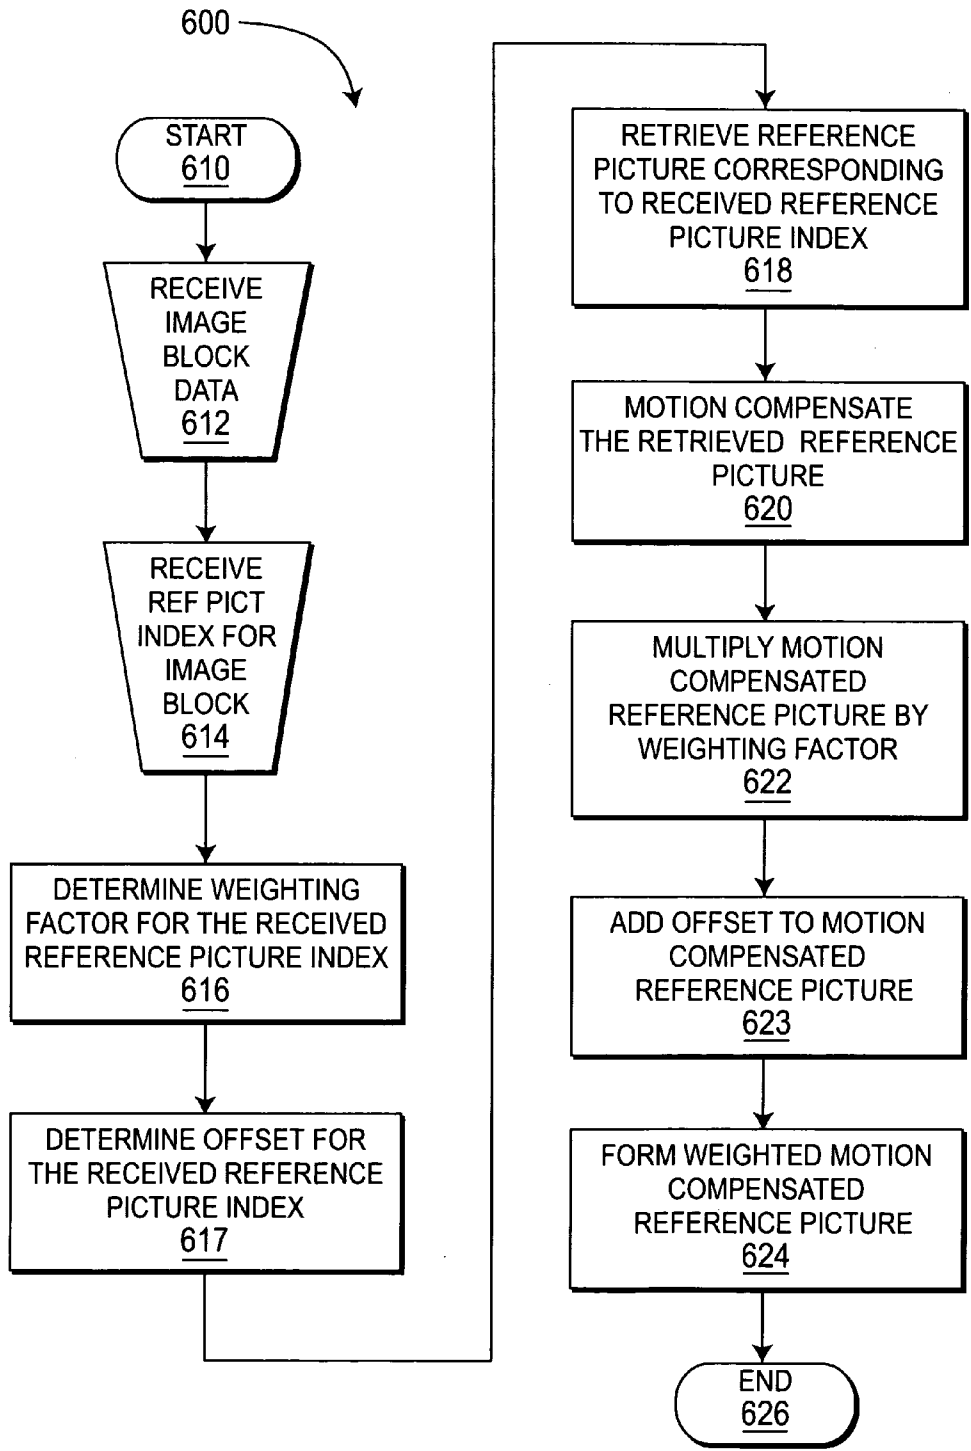 600
START
610
RECEIVE
IMAGE
BLOCK
DATA
612
RECEIVE
REF PICT
INDEX FOR
IMAGE
BLOCK
614
DETERMINE WEIGHTING
FACTOR FOR THE RECEIVED
REFERENCE PICTURE INDEX
616
DETERMINE OFFSET FOR
THE RECEIVED REFERENCE
PICTURE INDEX
617
RETRIEVE REFERENCE
PICTURE CORRESPONDING
TO RECEIVED REFERENCE
PICTURE INDEX
618
MOTION COMPENSATE
THE RETRIEVED REFERENCE
PICTURE
620
MULTIPLY MOTION
COMPENSATED
REFERENCE PICTURE BY
WEIGHTING FACTOR
622
ADD OFFSET TO MOTION
COMPENSATED
REFERENCE PICTURE
623
FORM WEIGHTED MOTION
COMPENSATED
REFERENCE PICTURE
624
END
626